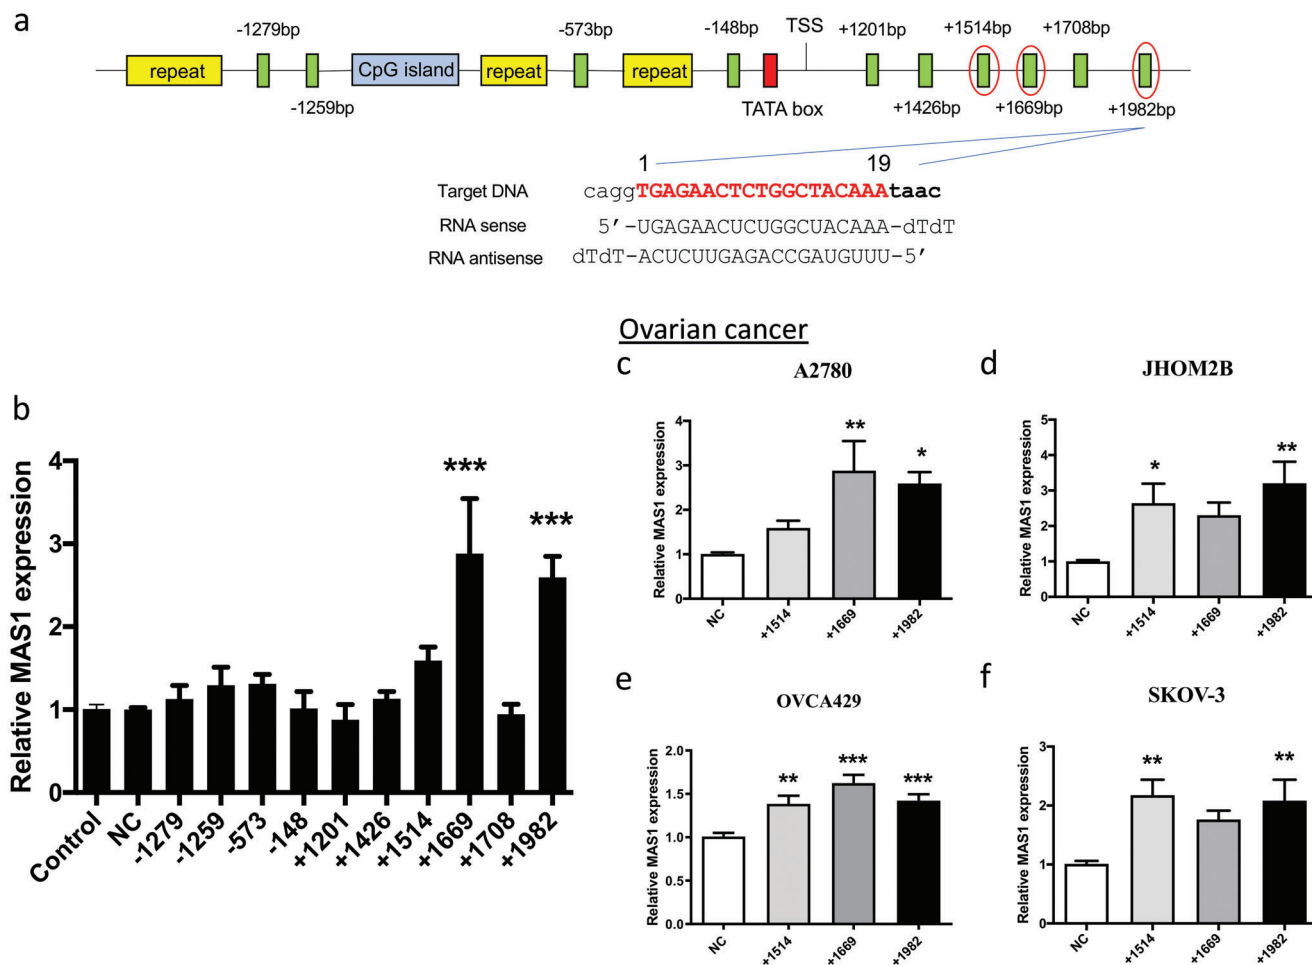 a
-1279bp -573bp -148bp TSS +1201bp +1514bp +1708bp
repeat CpG island repeat repeat
-1259bp TATA box +1426bp +1669bp +1982bp
1 19
Target DNA caggTGAGAACTCTGGCTACAAAtaac
RNA sense 5’-UGAGAACUCUGGCUACAAA-dTdT
RNA antisense dTdT-ACUCUUGAGACCGAUGUUU-5’
Ovarian cancer
b
Relative MAS1 expression
4
3
2
1
0
*** ***
Control NC -1279 -1259 -573 -148 +1201 +1426 +1514 +1669 +1708 +1982
c
A2780
Relative MAS1 expression
4
3
2
1
0
** *
NC +1514 +1669 +1982
d
JHOM2B
Relative MAS1 expression
5
4
3
2
1
0
* **
NC +1514 +1669 +1982
e
OVCA429
Relative MAS1 expression
2.0
1.5
1.0
0.5
0.0
** *** ***
NC +1514 +1669 +1982
f
SKOV-3
Relative MAS1 expression
3
2
1
0
** **
NC +1514 +1669 +1982